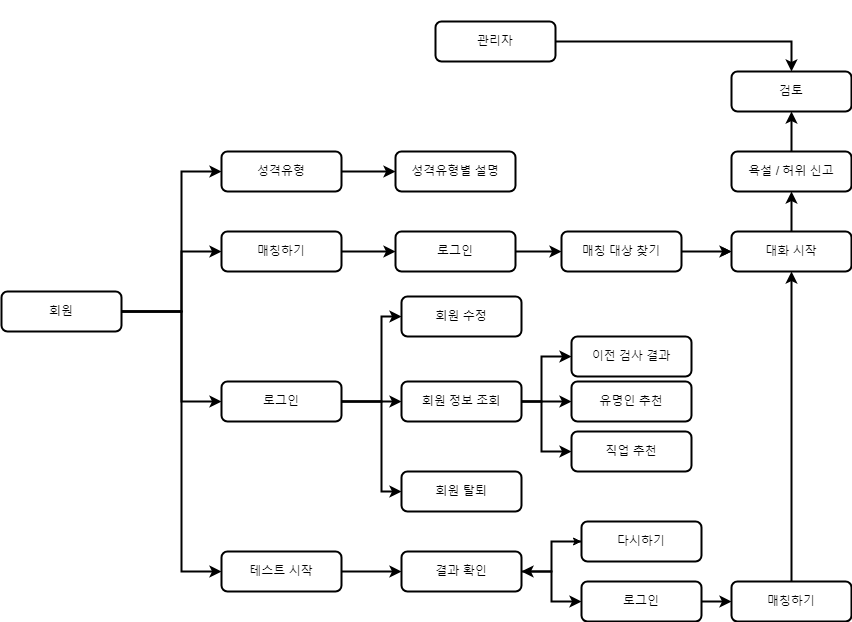 관리자
검토
성격유형
성격유형별 설명
욕설 / 허위 신고
매칭하기
로그인
매칭 대상 찾기
대화 시작
회원
회원 수정
이전 검사 결과
로그인
회원 정보 조회
유명인 추천
직업 추천
회원 탈퇴
다시하기
테스트 시작
결과 확인
로그인
매칭하기